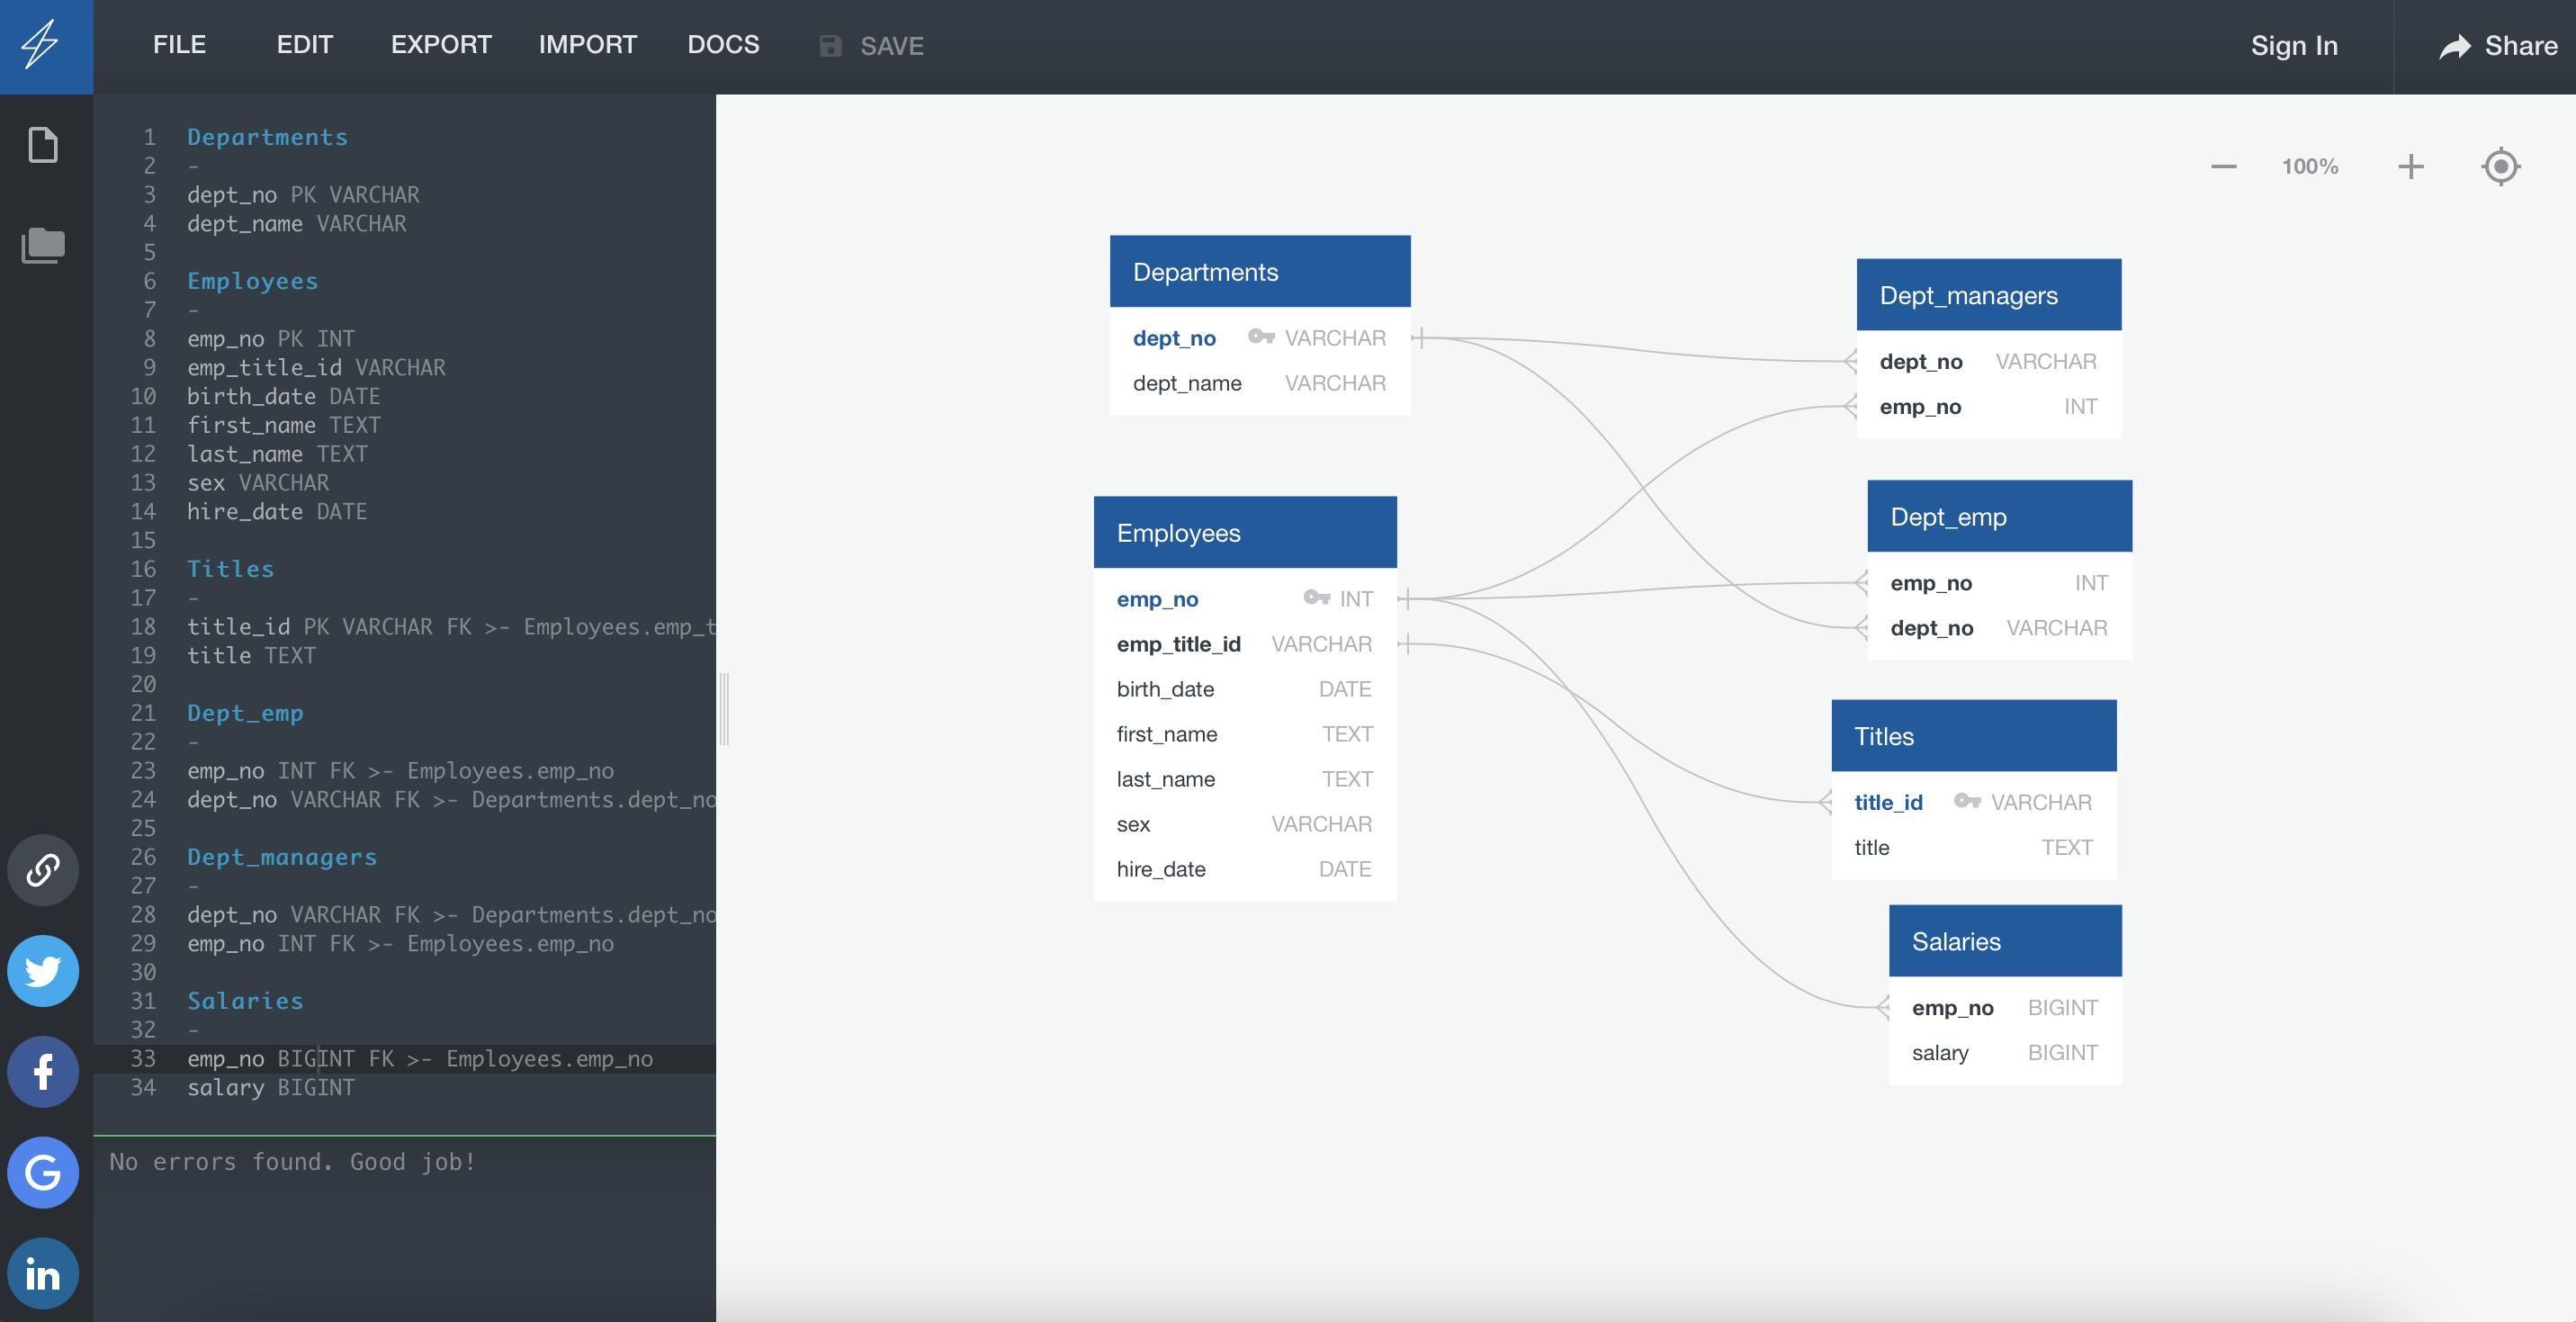 FILE EDIT EXPORT IMPORT DOCS SAVE Sign In Share
1 Departments
2 -
3 dept_no PK VARCHAR
4 dept_name VARCHAR
5
6 Employees
7 -
8 emp_no PK INT
9 emp_title_id VARCHAR
10 birth_date DATE
11 first_name TEXT
12 last_name TEXT
13 sex VARCHAR
14 hire_date DATE
15
16 Titles
17 -
18 title_id PK VARCHAR FK >- Employees.emp_t
19 title TEXT
20
21 Dept_emp
22 -
23 emp_no INT FK >- Employees.emp_no
24 dept_no VARCHAR FK >- Departments.dept_no
25
26 Dept_managers
27 -
28 dept_no VARCHAR FK >- Departments.dept_no
29 emp_no INT FK >- Employees.emp_no
30
31 Salaries
32 -
33 emp_no BIGINT FK >- Employees.emp_no
34 salary BIGINT
No errors found. Good job!
100%
Departments
dept_no VARCHAR
dept_name VARCHAR
Employees
emp_no INT
emp_title_id VARCHAR
birth_date DATE
first_name TEXT
last_name TEXT
sex VARCHAR
hire_date DATE
Dept_managers
dept_no VARCHAR
emp_no INT
Dept_emp
emp_no INT
dept_no VARCHAR
Titles
title_id VARCHAR
title TEXT
Salaries
emp_no BIGINT
salary BIGINT
f
G
in